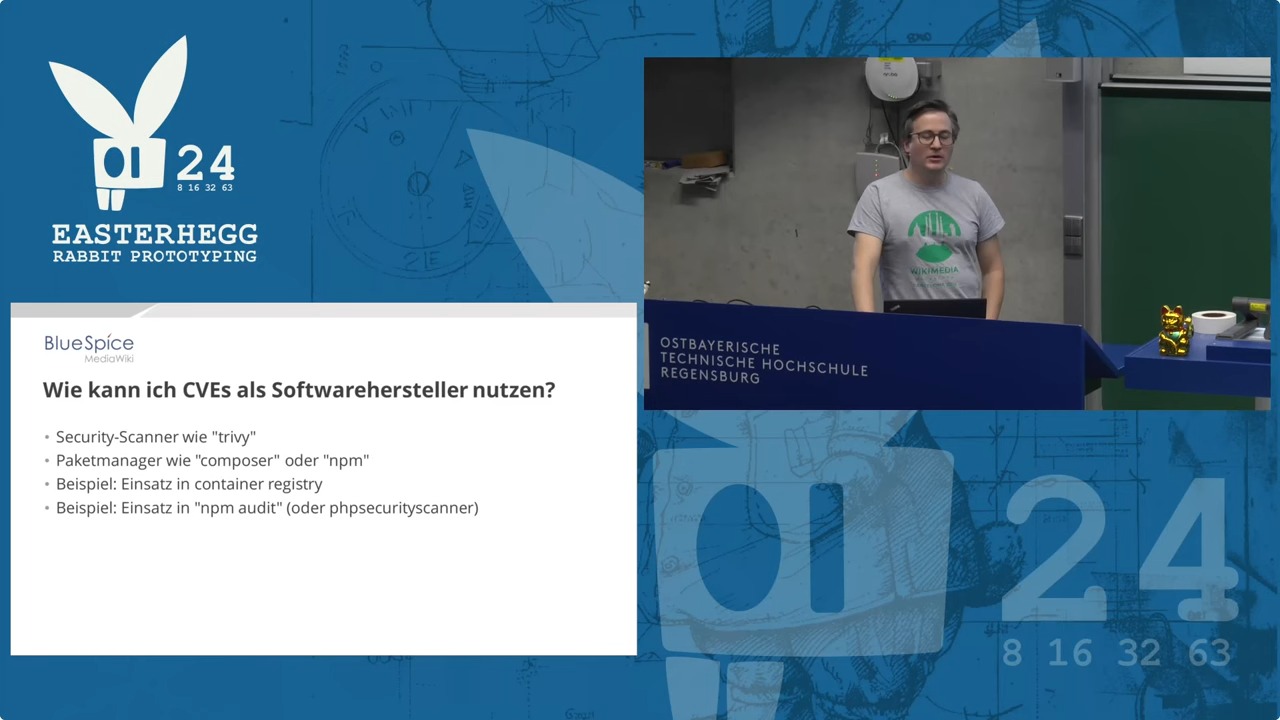 24
8 16 32 63
EASTERHEGG
RABBIT PROTOTYPING
BlueSpice
MediaWiki
Wie kann ich CVEs als Softwarehersteller nutzen?
• Security-Scanner wie "trivy"
• Paketmanager wie "composer" oder "npm"
• Beispiel: Einsatz in container registry
• Beispiel: Einsatz in "npm audit" (oder phpsecurityscanner)
WIKIMEDIA
OSTBAYERISCHE
TECHNISCHE HOCHSCHULE
REGENSBURG
24
8 16 32 63